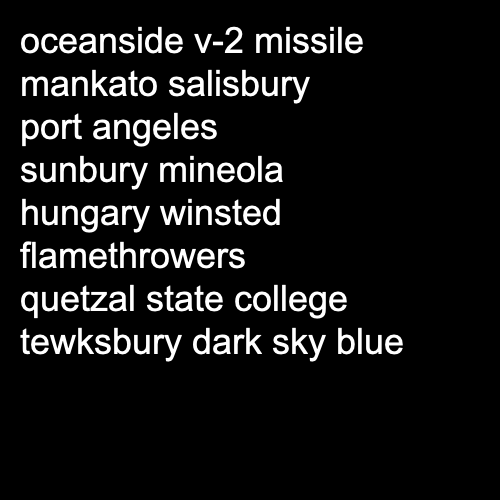 oceanside v-2 missile
mankato salisbury
port angeles
sunbury mineola
hungary winsted
flamethrowers
quetzal state college
tewksbury dark sky blue